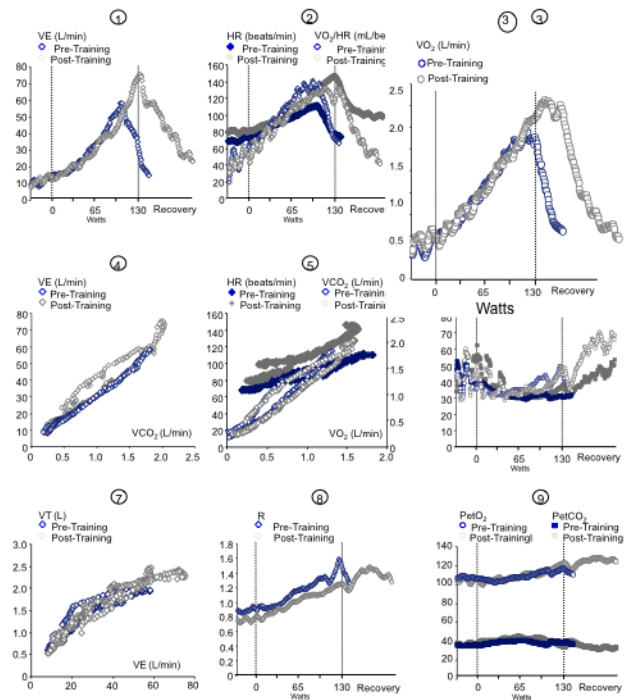 1
VE (L/min)
Pre-Training
Post-Training
80
70
60
50
40
30
20
10
0
0 65 130 Recovery
Watts
2
HR (beats/min) VO2/HR (mL/be
Pre-Training Pre-Traini
Post-Training Post-Train
160
140
120
100
80
60
40
20
0
0 65 130 Recovery
Watts
3 3
VO2 (L/min)
Pre-Training
Post-Training
2.5
2.0
1.5
1.0
0.5
0
0 65 130 Recovery
Watts
4
VE (L/min)
Pre-Training
Post-Training
80
70
60
50
40
30
20
10
0 0.5 1.0 1.5 2.0 2.5
VCO2 (L/min)
5
HR (beats/min) VCO2 (L/min)
Pre-Training Pre-Trainin
Post-Training
160
140
120
100
80
60
40
20
0
2.5
2.0
1.5
1.0
0.5
0
0 0.5 1.0 1.5 2.0
VO2 (L/min)
80
70
60
50
40
30
20
10
0
0 65 130 Recovery
Watts
7
VT (L)
Pre-Training
Post-Training
3.0
2.5
2.0
1.5
1.0
0.5
0
0 20 40 60 80
VE (L/min)
8
R
Pre-Training
Post-Training
1.8
1.6
1.4
1.2
1.0
0.8
0.6
0.4
0.2
0
0 130 Recovery
Watts
9
PetO2 PetCO2
Pre-Training Pre-Training
Post-Trainingl Post-Training
140
120
100
80
60
40
20
0
0 65 130 Recovery
Watts